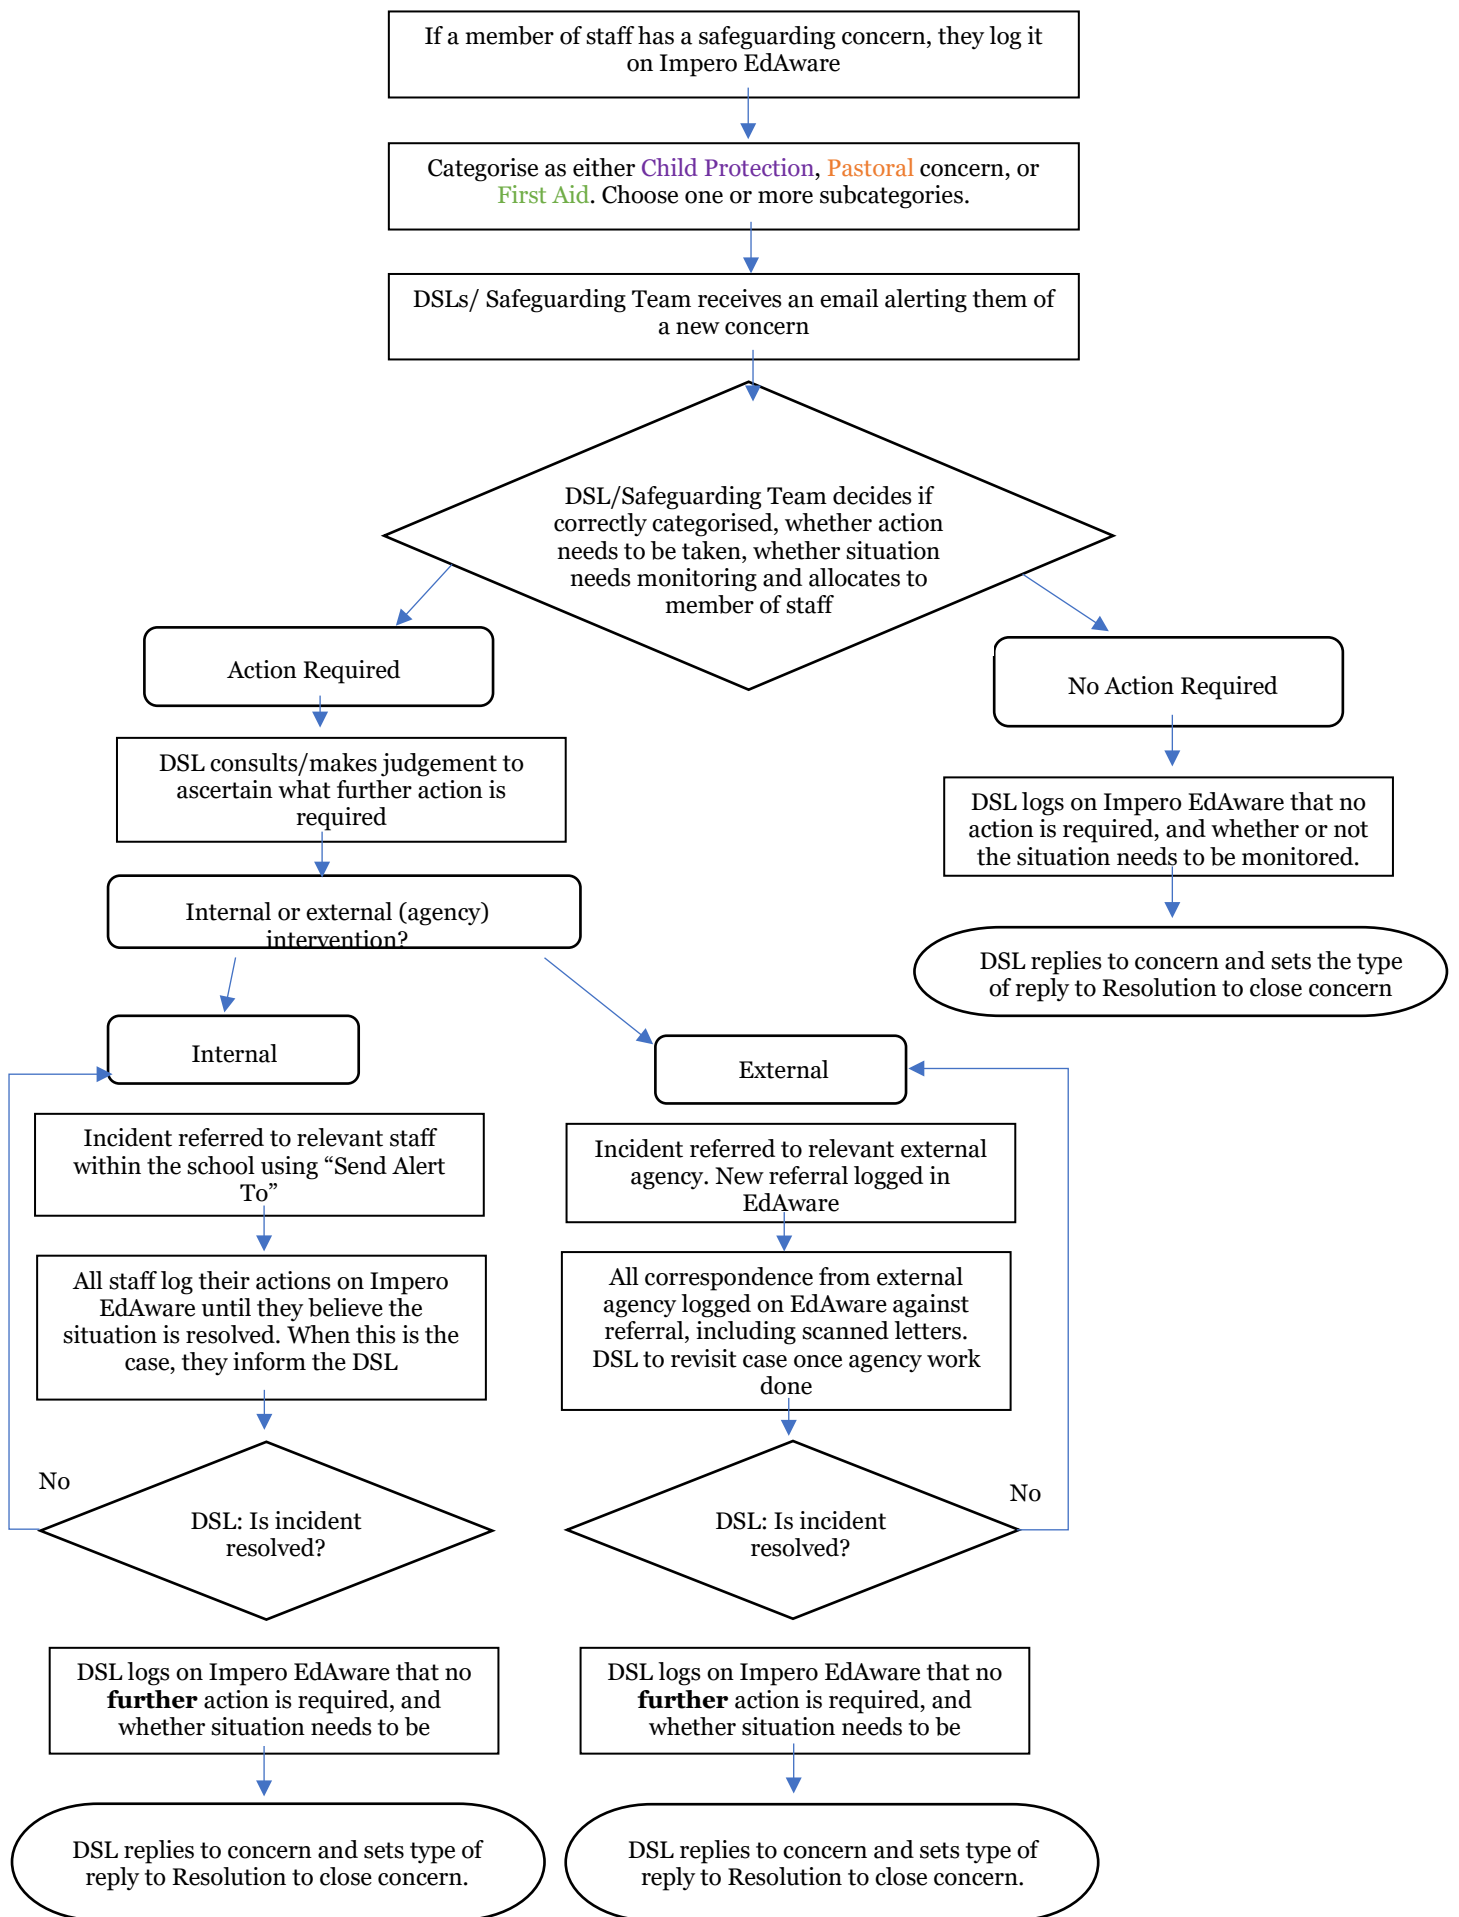 If a member of staff has a safeguarding concern, they log it
on Impero EdAware
Categorise as either Child Protection, Pastoral concern, or
First Aid. Choose one or more subcategories.
DSLs/ Safeguarding Team receives an email alerting them of
a new concern
DSL/Safeguarding Team decides if
correctly categorised, whether action
needs to be taken, whether situation
needs monitoring and allocates to
member of staff
Action Required
No Action Required
DSL consults/makes judgement to
ascertain what further action is
required
DSL logs on Impero EdAware that no
action is required, and whether or not
the situation needs to be monitored.
Internal or external (agency)
intervention?
DSL replies to concern and sets the type
of reply to Resolution to close concern
Internal
External
Incident referred to relevant staff
within the school using “Send Alert
To”
Incident referred to relevant external
agency. New referral logged in
EdAware
All staff log their actions on Impero
EdAware until they believe the
situation is resolved. When this is the
case, they inform the DSL
All correspondence from external
agency logged on EdAware against
referral, including scanned letters.
DSL to revisit case once agency work
done
No
DSL: Is incident
resolved?
No
DSL: Is incident
resolved?
DSL logs on Impero EdAware that no
further action is required, and
whether situation needs to be
DSL logs on Impero EdAware that no
further action is required, and
whether situation needs to be
DSL replies to concern and sets type of
reply to Resolution to close concern.
DSL replies to concern and sets type of
reply to Resolution to close concern.